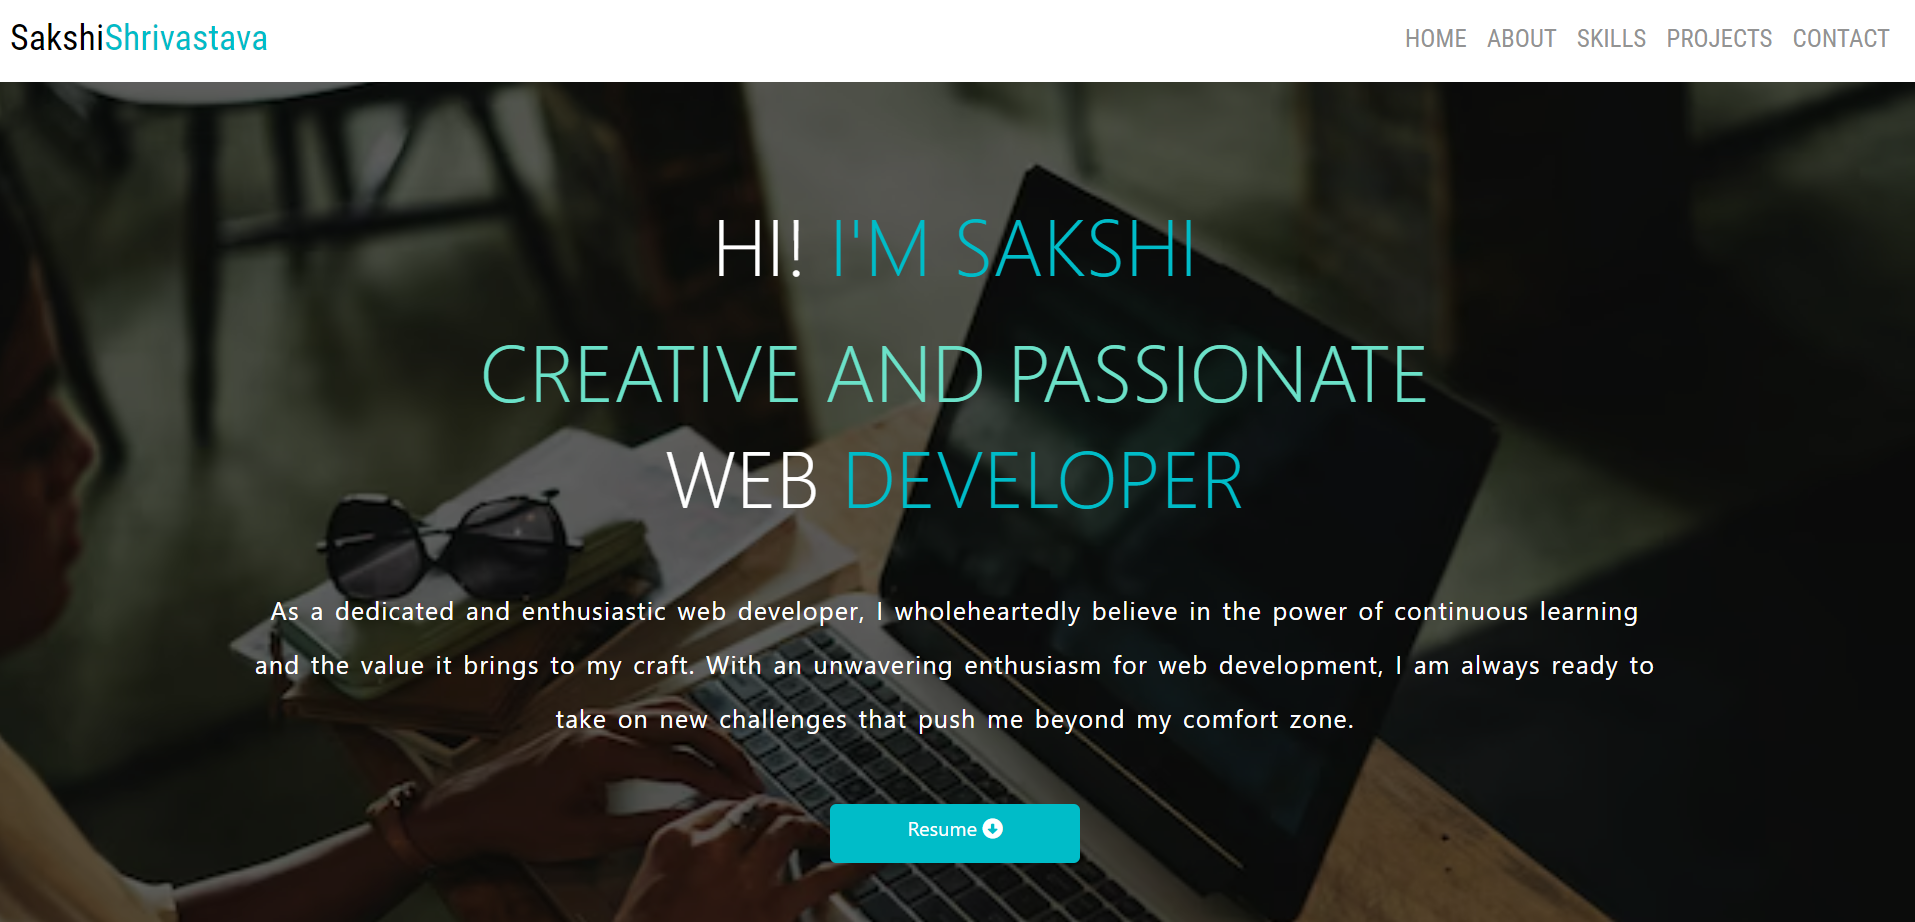 SakshiShrivastava
HOME ABOUT SKILLS PROJECTS CONTACT
HI! I'M SAKSHI
CREATIVE AND PASSIONATE
WEB DEVELOPER
As a dedicated and enthusiastic web developer, I wholeheartedly believe in the power of continuous learning
and the value it brings to my craft. With an unwavering enthusiasm for web development, I am always ready to
take on new challenges that push me beyond my comfort zone.
Resume